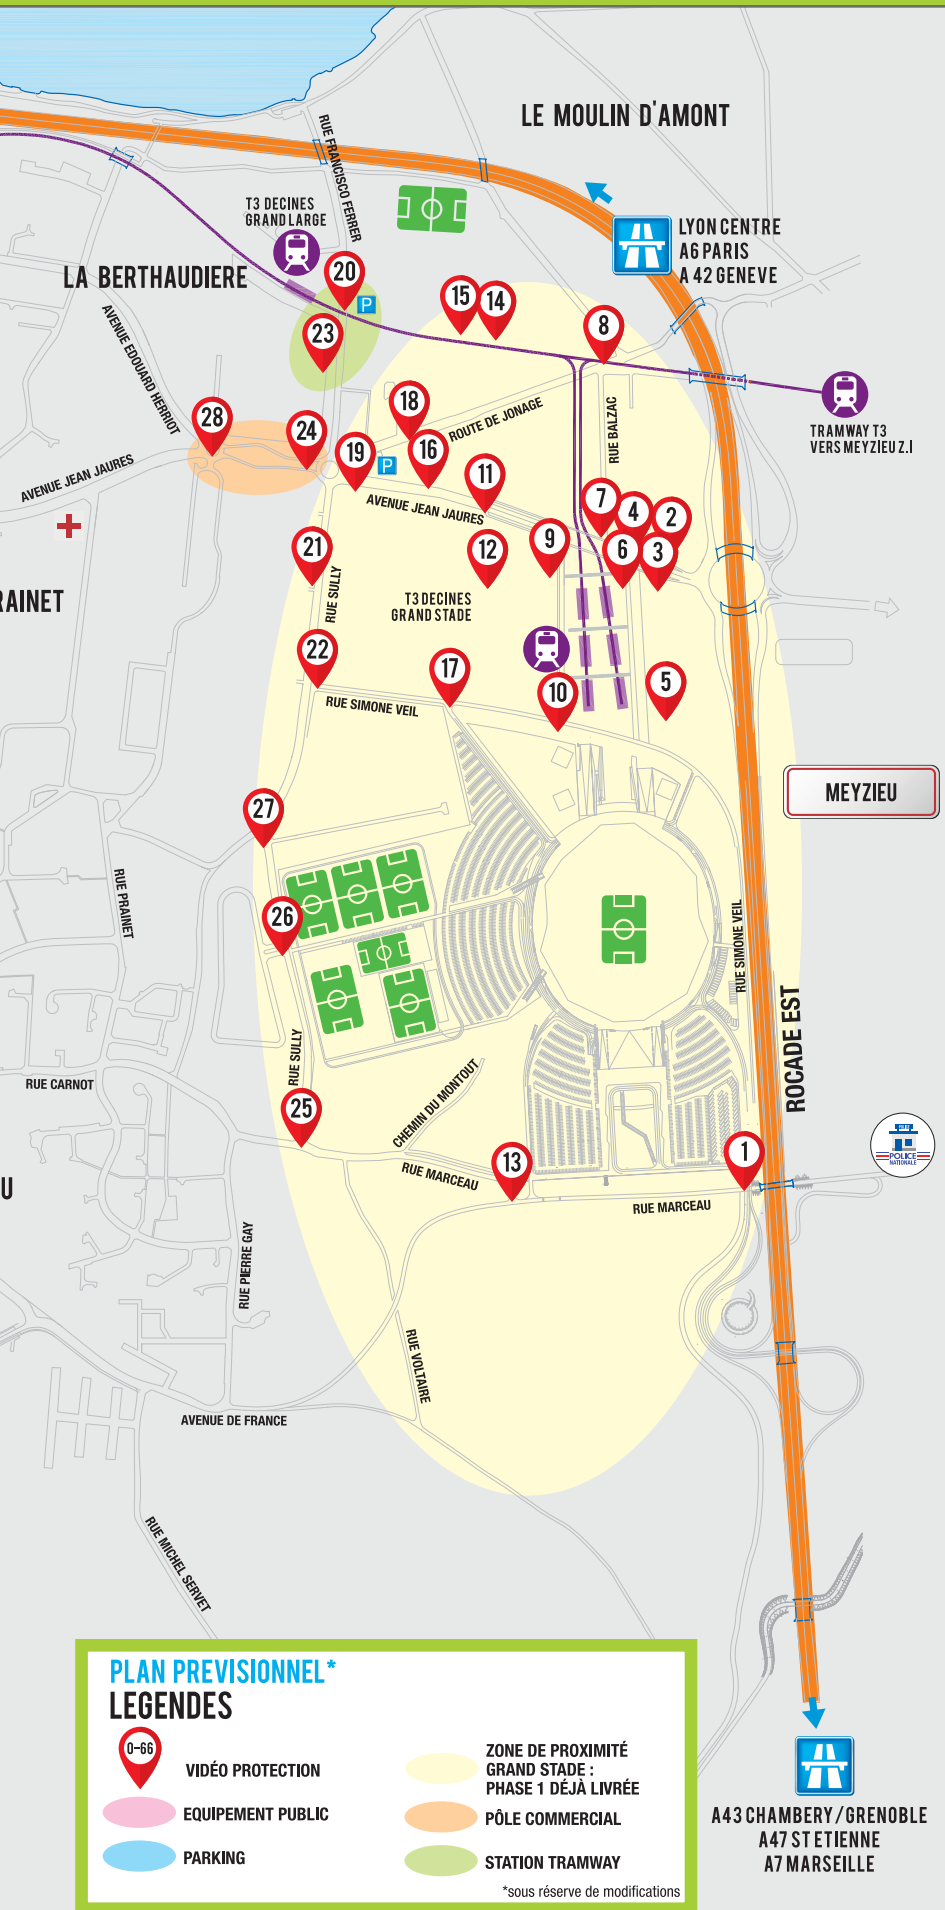 LE MOULIN D'AMONT
RUE FRANCISCO FERRER
T3 DECINES
GRAND LARGE
LYON CENTRE
A6 PARIS
A 42 GENEVE
LA BERTHAUDIERE
20
P
15
14
8
23
AVENUE EDOUARD HERRIOT
28
24
18
ROUTE DE JONAGE
RUE BALZAC
TRAMWAY T3
VERS MEYZIEU Z.I
19
P
16
11
AVENUE JEAN JAURES
AVENUE JEAN JAURES
7
4
2
21
12
9
6
3
RUE SULLY
RAINET
T3 DECINES
GRAND STADE
22
17
10
5
RUE SIMONE VEIL
MEYZIEU
27
RUE PRAINET
26
RUE SIMONE VEIL
ROCADE EST
RUE SULLY
RUE CARNOT
25
CHEMIN DU MONTOUT
POLICE
NATIONALE
RUE MARCEAU
13
1
U
RUE MARCEAU
RUE PIERRE GAY
RUE VOLTAIRE
AVENUE DE FRANCE
RUE MICHEL SERVET
PLAN PREVISIONNEL*
LEGENDES
0-66
VIDÉO PROTECTION
EQUIPEMENT PUBLIC
PARKING
ZONE DE PROXIMITÉ
GRAND STADE :
PHASE 1 DÉJÀ LIVRÉE
PÔLE COMMERCIAL
STATION TRAMWAY
*sous réserve de modifications
A43 CHAMBERY / GRENOBLE
A47 ST ETIENNE
A7 MARSEILLE